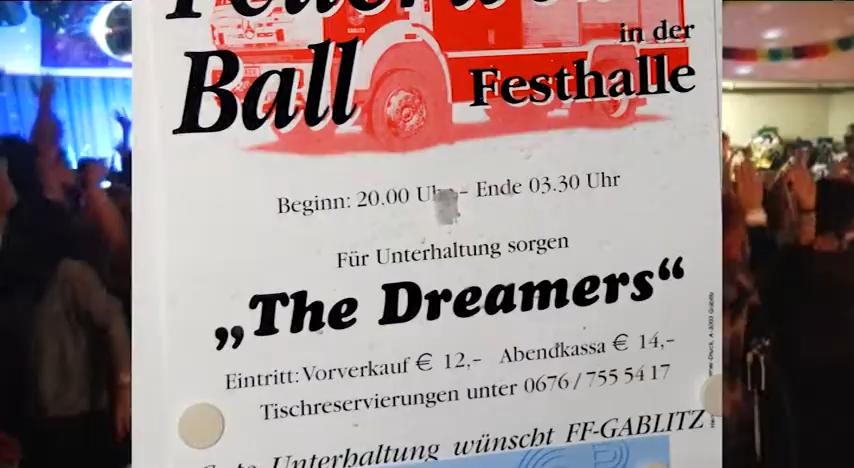 Ball
in der
Festhalle
Beginn: 20.00 Uhr – Ende 03.30 Uhr
Für Unterhaltung sorgen
„The Dreamers“
Eintritt: Vorverkauf € 12,- Abendkassa € 14,-
Tischreservierungen unter 0676/755 54 17
Unterhaltung wünscht FF-GABLITZ